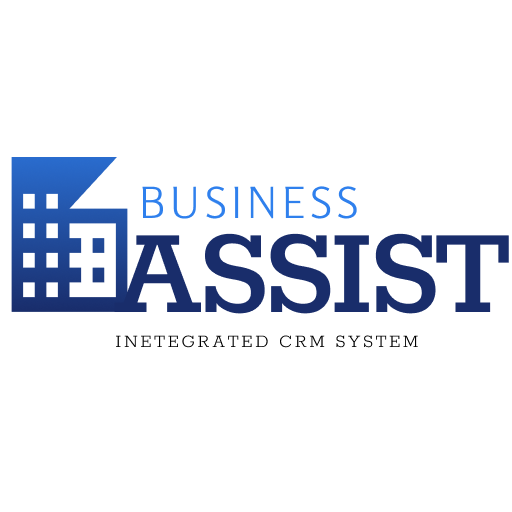 BUSINESS
ASSIST
INETEGRATED CRM SYSTEM